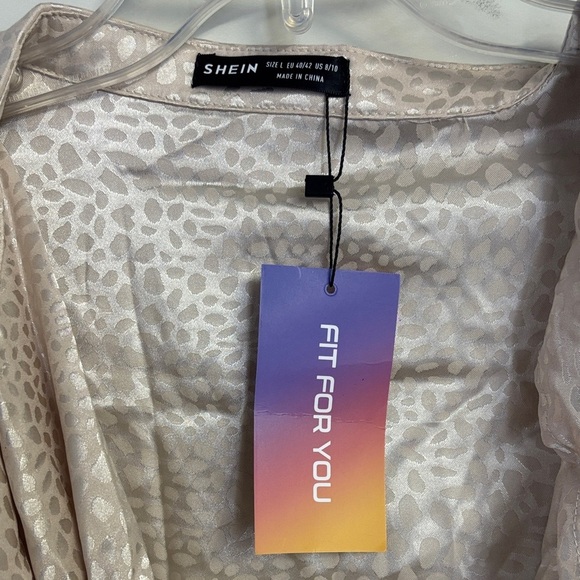 SHEIN
SIZE L EU 40/42 US 8/10
MADE IN CHINA
FIT FOR YOU